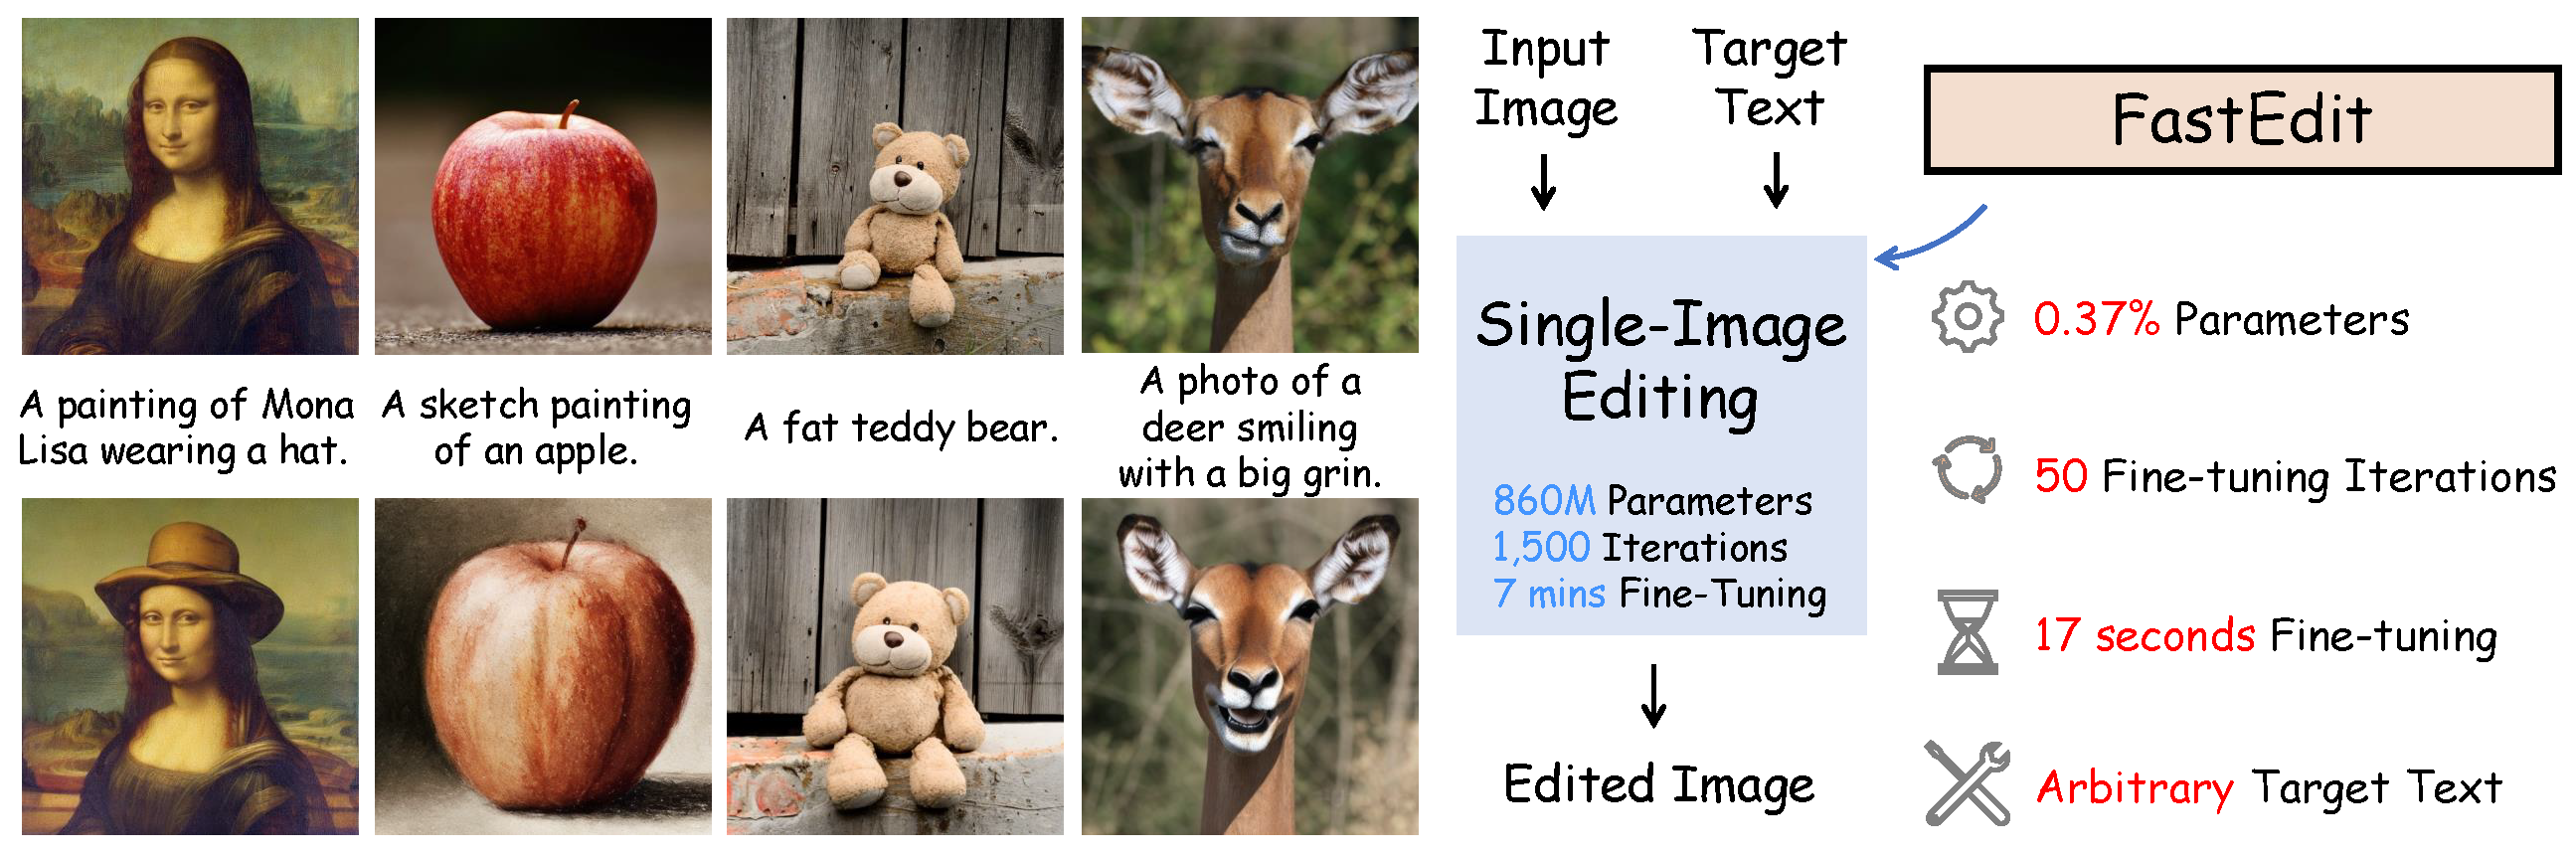 A painting of Mona
Lisa wearing a hat.
A sketch painting
of an apple.
A fat teddy bear.
A photo of a
deer smiling
with a big grin.
Input
Image
Target
Text
Single-Image
Editing
860M Parameters
1,500 Iterations
7 mins Fine-Tuning
Edited Image
FastEdit
0.37% Parameters
50 Fine-tuning Iterations
17 seconds Fine-tuning
Arbitrary Target Text